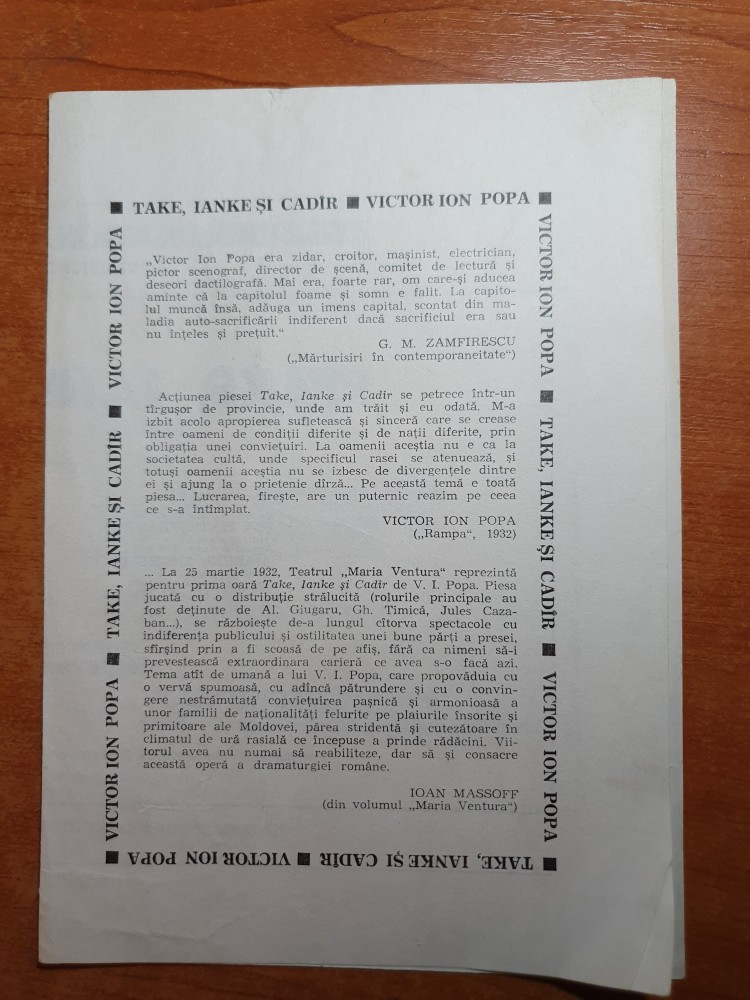 ■ TAKE, IANKE ȘI CADÎR ■ VICTOR ION POPA ■
„Victor Ion Popa era zidar, croitor, mașinist, electrician,
pictor scenograf, director de scenă, comitet de lectură și
deseori dactilografă. Mai era, foarte rar, om care-și aducea
aminte că la capitolul foame și somn e falit. La capito-
lul muncă însă, adăuga un imens capital, scontat din ma-
ladia auto-sacrificării indiferent dacă sacrificiul era sau
nu înțeles și prețuit.“
G. M. ZAMFIRESCU
(„Mărturisiri în contemporaneitate“)
Acțiunea piesei Take, Ianke și Cadîr se petrece într-un
tîrgușor de provincie, unde am trăit și eu odată. M-a
izbit acolo apropierea sufletească și sinceră care se crease
între oameni de condiții diferite și de nații diferite, prin
obligația unei conviețuiri. La oamenii aceștia nu e ca la
societatea cultă, unde specificul rasei se atenuează, și
totuși oamenii aceștia nu se izbesc de divergențele dintre
ei și ajung la o prietenie dîrză... Pe această temă e toată
piesa... Lucrarea, firește, are un puternic reazim pe ceea
ce s-a întîmplat.
VICTOR ION POPA
(„Rampa“, 1932)
... La 25 martie 1932, Teatrul „Maria Ventura“ reprezintă
pentru prima oară Take, Ianke și Cadîr de V. I. Popa. Piesa
jucată cu o distribuție strălucită (rolurile principale au
fost deținute de Al. Giugaru, Gh. Timică, Jules Caza-
ban...), se războiește de-a lungul cîtorva spectacole cu
indiferența publicului și ostilitatea unei bune părți a presei,
sfîrșind prin a fi scoasă de pe afiș, fără ca nimeni să-i
prevestească extraordinara carieră ce avea s-o facă azi.
Tema atît de umană a lui V. I. Popa, care propovăduia cu
o vervă spumoasă, cu adîncă pătrundere și cu o convin-
gere nestrămutată conviețuirea pașnică și armonioasă a
unor familii de naționalități felurite pe plaiurile însorite și
primitoare ale Moldovei, părea stridentă și cutezătoare în
climatul de ură rasială ce începuse a prinde rădăcini. Vii-
torul avea nu numai să reabiliteze, dar să și consacre
această operă a dramaturgiei române.
IOAN MASSOFF
(din volumul „Maria Ventura“)
VICTOR ION POPA ■ TAKE, IANKE ȘI CADÎR ■ VICTOR ION POPA
■ TAKE, IANKE ȘI CADÎR ■ VICTOR ION POPA ■
VICTOR ION POPA ■ TAKE, IANKE ȘI CADÎR ■ VICTOR ION POPA